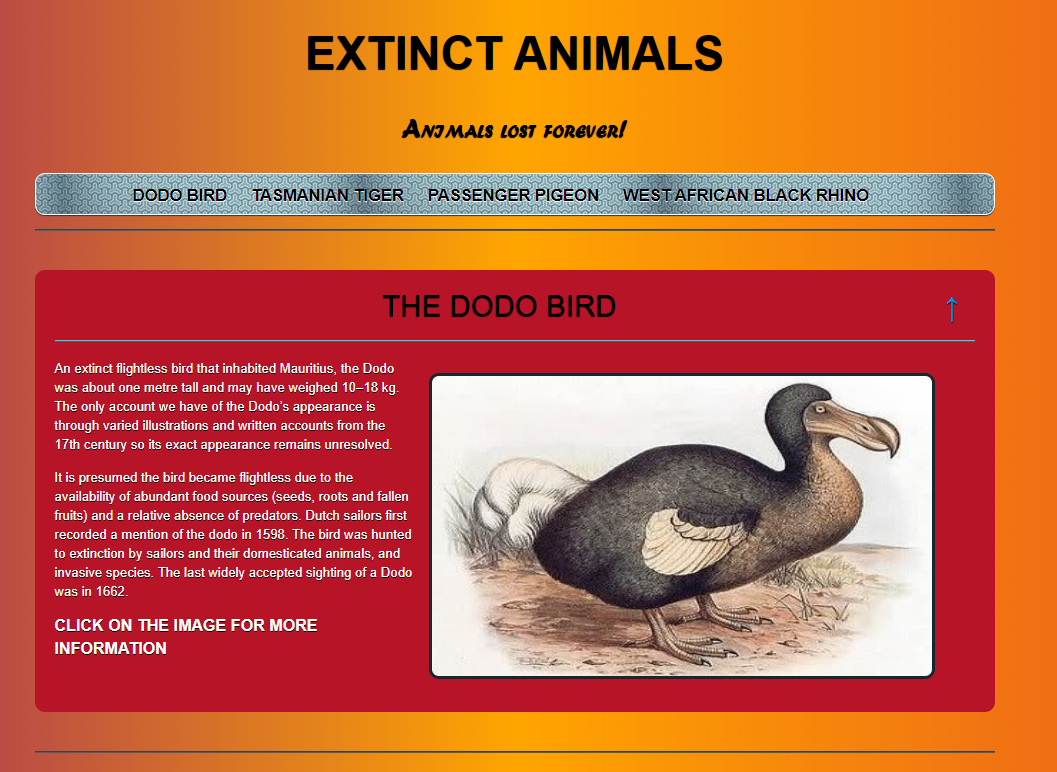 EXTINCT ANIMALS
Animals lost forever!
DODO BIRD TASMANIAN TIGER PASSENGER PIGEON WEST AFRICAN BLACK RHINO
THE DODO BIRD ↑
An extinct flightless bird that inhabited Mauritius, the Dodo
was about one metre tall and may have weighed 10–18 kg.
The only account we have of the Dodo's appearance is
through varied illustrations and written accounts from the
17th century so its exact appearance remains unresolved.
It is presumed the bird became flightless due to the
availability of abundant food sources (seeds, roots and fallen
fruits) and a relative absence of predators. Dutch sailors first
recorded a mention of the dodo in 1598. The bird was hunted
to extinction by sailors and their domesticated animals, and
invasive species. The last widely accepted sighting of a Dodo
was in 1662.
CLICK ON THE IMAGE FOR MORE
INFORMATION